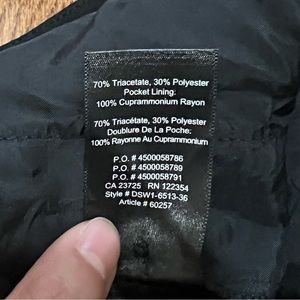 70% Triacetate, 30% Polyester
Pocket Lining:
100% Cuprammonium Rayon
70% Triacétate, 30% Polyester
Doublure De La Poche:
100% Rayonne Au Cuprammonium
P.O. # 4500058786
P.O. # 4500058789
P.O. # 4500058791
CA 23725 RN 122354
Style # DSW1-6513-36
Article # 60257